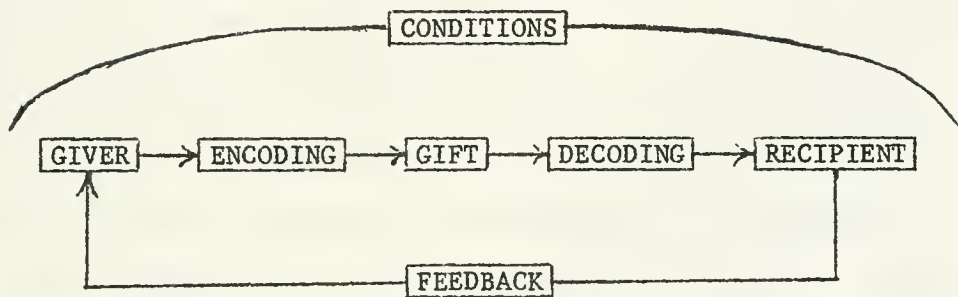 CONDITIONS
GIVER ENCODING GIFT DECODING RECIPIENT
FEEDBACK